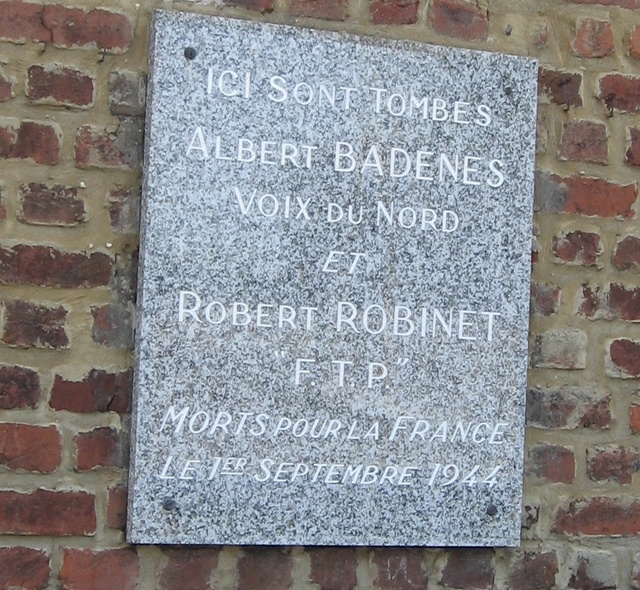 ICI SONT TOMBES
ALBERT BADENES
VOIX DU NORD
ET
ROBERT ROBINET
"F.T.P."
MORTS POUR LA FRANCE
LE 1ER SEPTEMBRE 1944